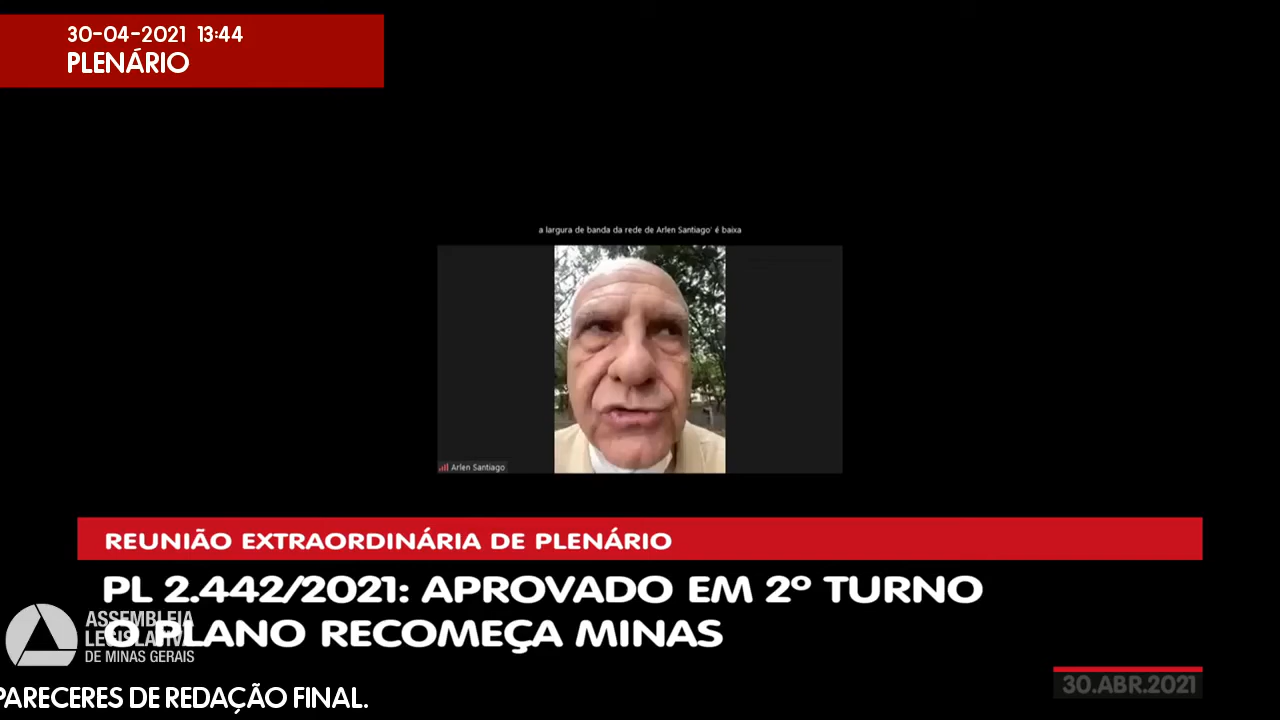 30-04-2021 13:44
PLENÁRIO
a largura de banda da rede de Arlen Santiago' é baixa
Arlen Santiago
REUNIÃO EXTRAORDINÁRIA DE PLENÁRIO
PL 2.442/2021: APROVADO EM 2º TURNO
O PLANO RECOMEÇA MINAS
ASSEMBLEIA
LEGISLATIVA
DE MINAS GERAIS
30.ABR.2021
PARECERES DE REDAÇÃO FINAL.